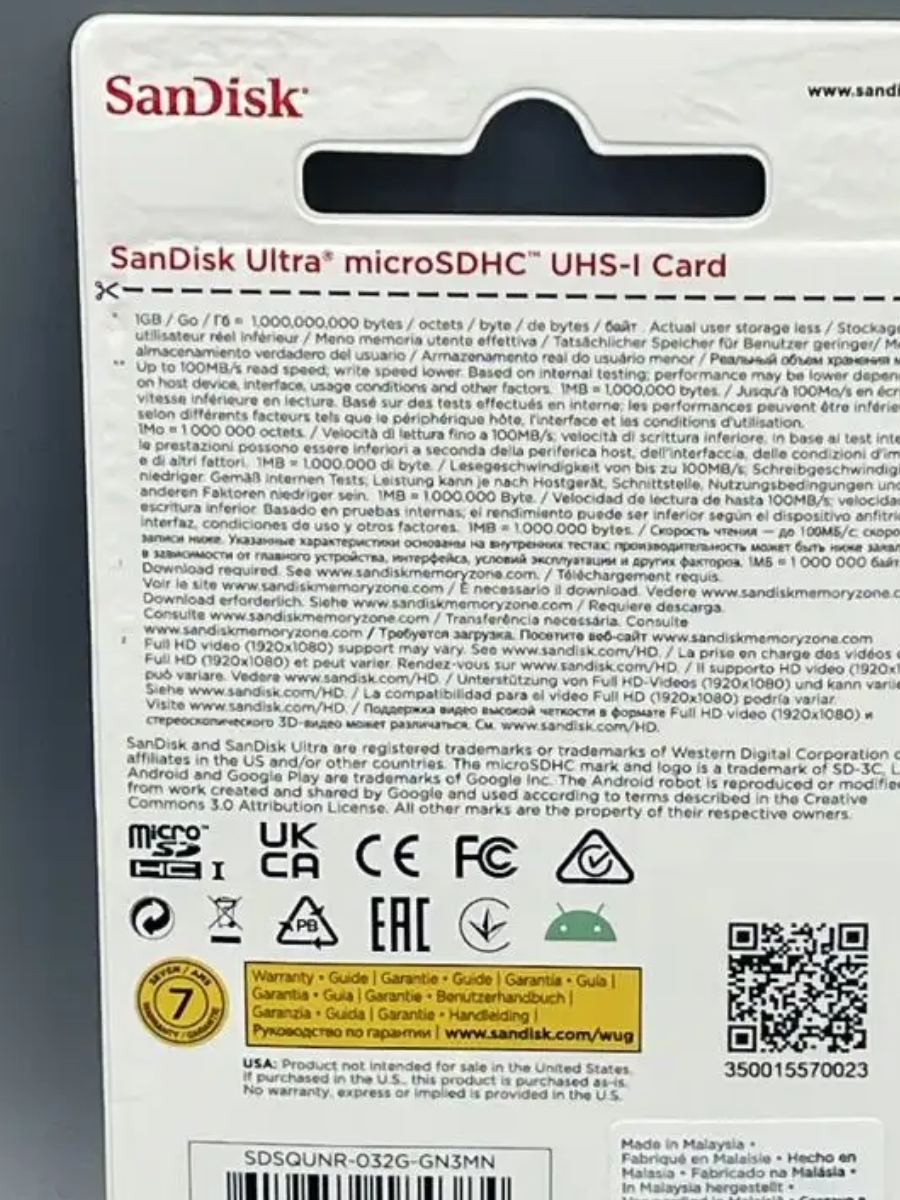 SanDisk®
www.sandi
SanDisk Ultra® microSDHC™ UHS-I Card
* 1GB / Go / Гб = 1,000,000,000 bytes / octets / byte / de bytes / байт . Actual user storage less / Stockage
utilisateur réel inférieur / Meno memoria utente effettiva / Tatsächlicher Speicher für Benutzer geringer/ Me
almacenamiento verdadero del usuario / Armazenamento real do usuário menor / Реальный объем хранения
** Up to 100MB/s read speed; write speed lower. Based on internal testing; performance may be lower depen
on host device, interface, usage conditions and other factors. 1MB = 1,000,000 bytes. / Jusqu'à 100Mo/s en écri
vitesse inférieure en lecture. Basé sur des tests effectués en interne; les performances peuvent être inférie
selon différents facteurs tels que le périphérique hôte, l'interface et les conditions d'utilisation.
1Mo = 1 000 000 octets. / Velocità di lettura fino a 100MB/s; velocità di scrittura inferiore. In base ai test inte
le prestazioni possono essere inferiori a seconda della periferica host, dell'interfaccia, delle condizioni d'im
e di altri fattori. 1MB = 1.000.000 di byte. / Lesegeschwindigkeit von bis zu 100MB/s; Schreibgeschwindigk
niedriger. Gemäß internen Tests; Leistung kann je nach Hostgerät, Schnittstelle, Nutzungsbedingungen und
anderen Faktoren niedriger sein. 1MB = 1.000.000 Byte. / Velocidad de lectura de hasta 100MB/s; velocidad
escritura inferior. Basado en pruebas internas; el rendimiento puede ser inferior según el dispositivo anfitrió
interfaz, condiciones de uso y otros factores. 1MB = 1.000.000 bytes. / Скорость чтения — до 100МБ/с; скоро
записи ниже. Указанные характеристики основаны на внутренних тестах; производительность может быть ниже заявл
в зависимости от главного устройства, интерфейса, условий эксплуатации и других факторов. 1МБ = 1 000 000 байт
Download required. See www.sandiskmemoryzone.com. / Téléchargement requis.
Voir le site www.sandiskmemoryzone.com / È necessario il download. Vedere www.sandiskmemoryzone.c
Download erforderlich. Siehe www.sandiskmemoryzone.com / Requiere descarga.
Consulte www.sandiskmemoryzone.com / Transferência necessária. Consulte
www.sandiskmemoryzone.com / Требуется загрузка. Посетите веб-сайт www.sandiskmemoryzone.com
Full HD video (1920x1080) support may vary. See www.sandisk.com/HD. / La prise en charge des vidéos e
Full HD (1920x1080) et peut varier. Rendez-vous sur www.sandisk.com/HD. / Il supporto HD video (1920x1
può variare. Vedere www.sandisk.com/HD. / Unterstützung von Full HD-Videos (1920x1080) und kann variie
Siehe www.sandisk.com/HD. / La compatibilidad para el video Full HD (1920x1080) podría variar.
Visite www.sandisk.com/HD. / Поддержка видео высокой четкости в формате Full HD video (1920x1080) и
стереоскопического 3D-видео может различаться. См. www.sandisk.com/HD.
SanDisk and SanDisk Ultra are registered trademarks or trademarks of Western Digital Corporation o
affiliates in the US and/or other countries. The microSDHC mark and logo is a trademark of SD-3C, L
Android and Google Play are trademarks of Google Inc. The Android robot is reproduced or modified
from work created and shared by Google and used according to terms described in the Creative
Commons 3.0 Attribution License. All other marks are the property of their respective owners.
micro™ SD HC I UK CA CE FC
PB EAC
SEVEN / ANS 7 WARRANTY / GARANTIE
Warranty • Guide | Garantie • Guide | Garantía • Guía |
Garantia • Guia | Garantie • Benutzerhandbuch |
Garanzia • Guida | Garantie • Handleiding |
Руководство по гарантии | www.sandisk.com/wug
350015570023
USA: Product not intended for sale in the United States.
If purchased in the U.S., this product is purchased as-is.
No warranty, express or implied is provided in the U.S.
SDSQUNR-032G-GN3MN
Made in Malaysia •
Fabriqué en Malaisie • Hecho en
Malasia • Fabricado na Malásia •
In Malaysia hergestellt •